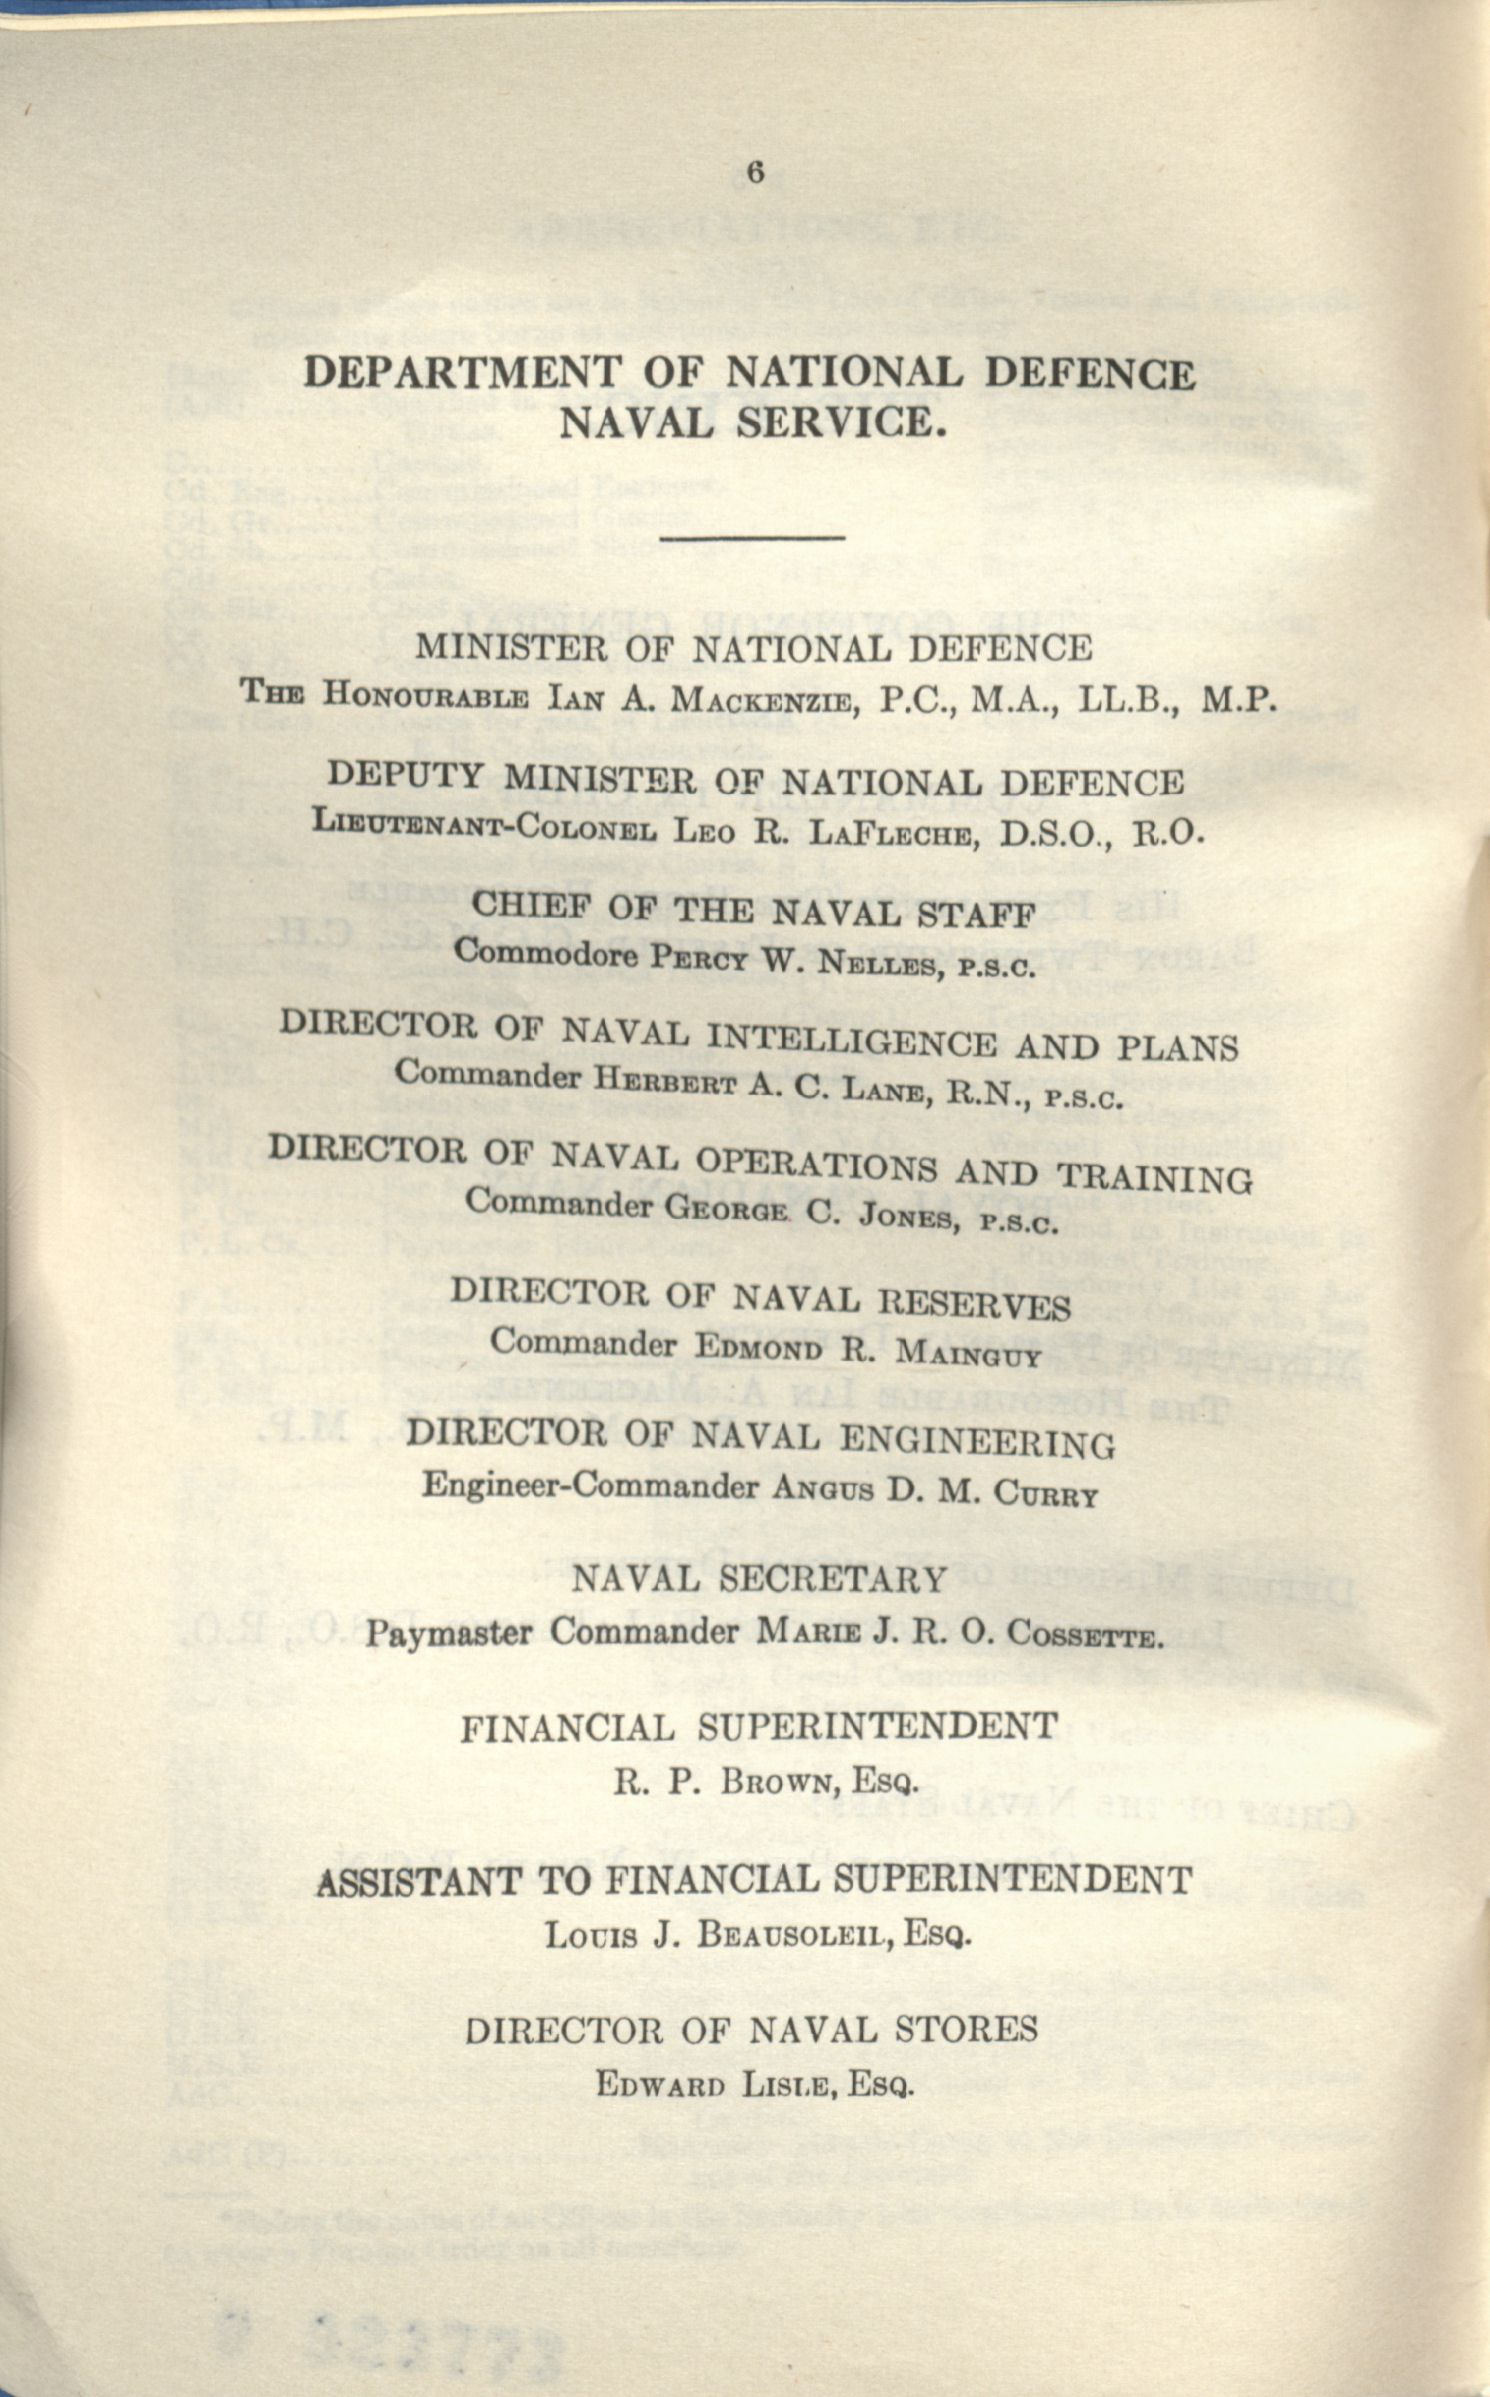 6
DEPARTMENT OF NATIONAL DEFENCE
NAVAL SERVICE.
MINISTER OF NATIONAL DEFENCE
THE HONOURABLE IAN A. MACKENZIE, P.C., M.A., LL.B., M.P.
DEPUTY MINISTER OF NATIONAL DEFENCE
LIEUTENANT-COLONEL LEO R. LAFLECHE, D.S.O., R.O.
CHIEF OF THE NAVAL STAFF
Commodore PERCY W. NELLES, P.S.C.
DIRECTOR OF NAVAL INTELLIGENCE AND PLANS
Commander HERBERT A. C. LANE, R.N., P.S.C.
DIRECTOR OF NAVAL OPERATIONS AND TRAINING
Commander GEORGE C. JONES, P.S.C.
DIRECTOR OF NAVAL RESERVES
Commander EDMOND R. MAINGUY
DIRECTOR OF NAVAL ENGINEERING
Engineer-Commander ANGUS D. M. CURRY
NAVAL SECRETARY
Paymaster Commander MARIE J. R. O. COSSETTE.
FINANCIAL SUPERINTENDENT
R. P. BROWN, ESQ.
ASSISTANT TO FINANCIAL SUPERINTENDENT
LOUIS J. BEAUSOLEIL, ESQ.
DIRECTOR OF NAVAL STORES
EDWARD LISLE, ESQ.